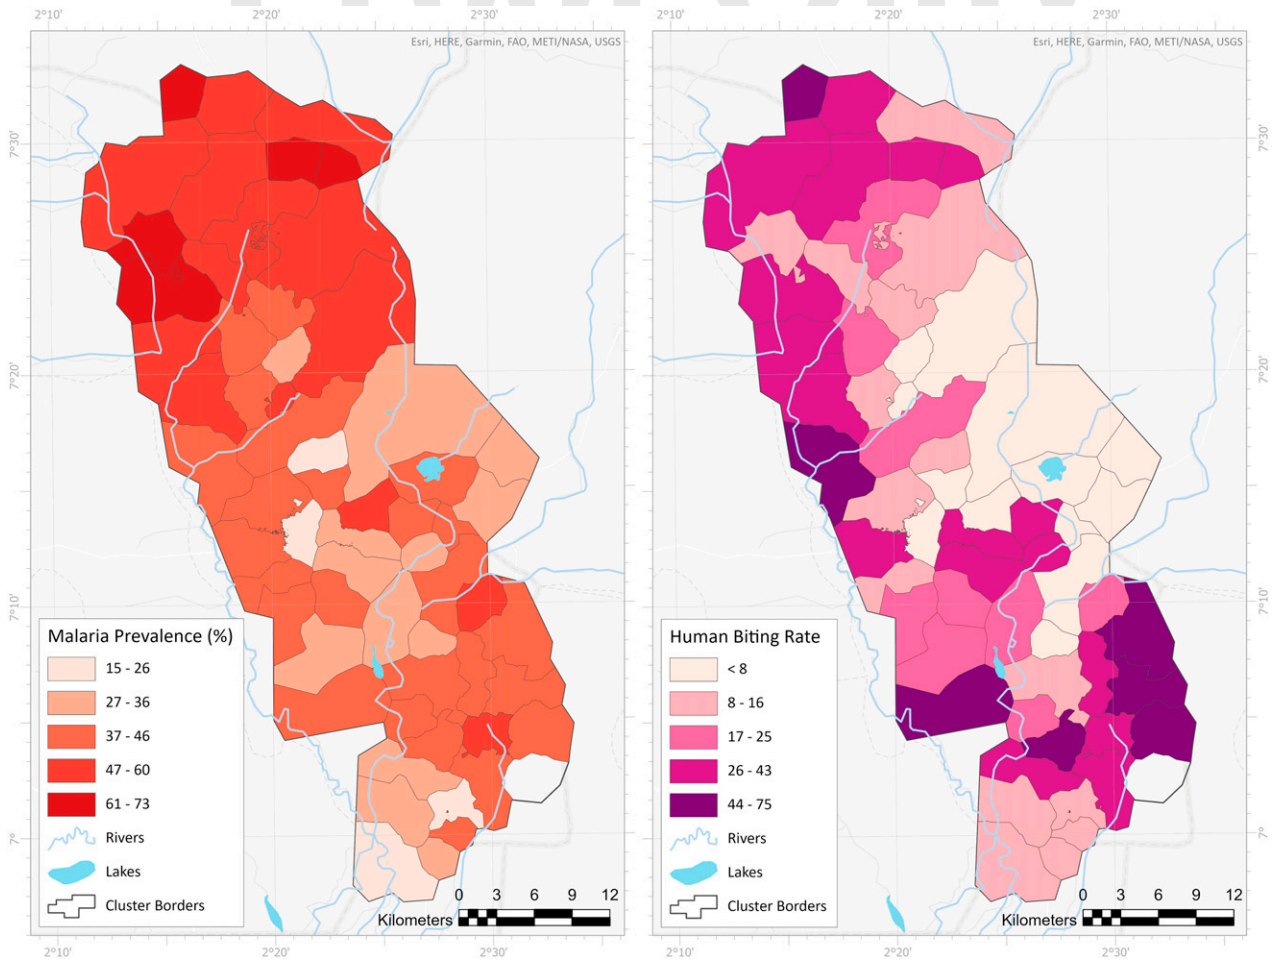 2°10' 2°20' 2°30' 2°10' 2°20' 2°30'
Esri, HERE, Garmin, FAO, METI/NASA, USGS
Esri, HERE, Garmin, FAO, METI/NASA, USGS
7°30' 7°30'
7°20' 7°20'
7°10' 7°10'
7° 7°
Malaria Prevalence (%)
15 - 26
27 - 36
37 - 46
47 - 60
61 - 73
Rivers
Lakes
Cluster Borders
0 3 6 9 12
Kilometers
Human Biting Rate
< 8
8 - 16
17 - 25
26 - 43
44 - 75
Rivers
Lakes
Cluster Borders
0 3 6 9 12
Kilometers
2°10' 2°20' 2°30' 2°10' 2°20' 2°30'